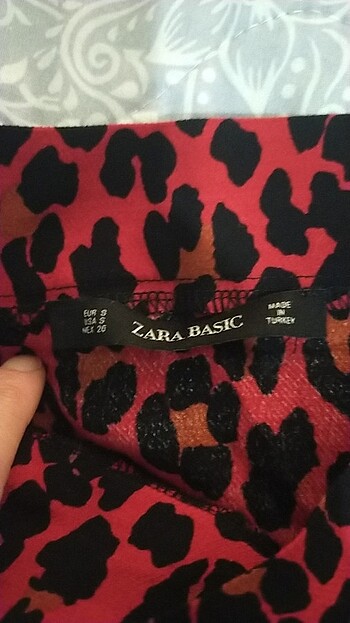 EUR S
USA S
MEX 26
ZARA BASIC
MADE
IN
TURKEY